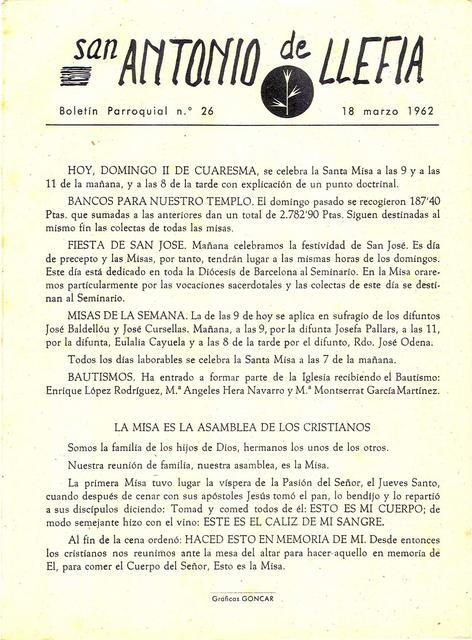 san ANTONIO de LLEFIA
Boletín Parroquial n.° 26 18 marzo 1962
HOY, DOMINGO II DE CUARESMA, se celebra la Santa Misa a las 9 y a las
11 de la mañana, y a las 8 de la tarde con explicación de un punto doctrinal.
BANCOS PARA NUESTRO TEMPLO. El domingo pasado se recogieron 187'40
Ptas. que sumadas a las anteriores dan un total de 2.782'90 Ptas. Siguen destinadas al
mismo fin las colectas de todas las misas.
FIESTA DE SAN JOSE. Mañana celebramos la festividad de San José. Es día
de precepto y las Misas, por tanto, tendrán lugar a las mismas horas de los domingos.
Este día está dedicado en toda la Diócesis de Barcelona al Seminario. En la Misa orare-
mos particularmente por las vocaciones sacerdotales y las colectas de este día se desti-
nan al Seminario.
MISAS DE LA SEMANA. La de las 9 de hoy se aplica en sufragio de los difuntos
José Baldellóu y José Cursellas. Mañana, a las 9, por la difunta Josefa Pallars, a las 11,
por la difunta, Eulalia Cayuela y a las 8 de la tarde por el difunto, Rdo. José Odena.
Todos los días laborables se celebra la Santa Misa a las 7 de la mañana.
BAUTISMOS. Ha entrado a formar parte de la Iglesia recibiendo el Bautismo:
Enrique López Rodríguez, M.ª Angeles Hera Navarro y M.ª Montserrat García Martínez.
LA MISA ES LA ASAMBLEA DE LOS CRISTIANOS
Somos la familia de los hijos de Dios, hermanos los unos de los otros.
Nuestra reunión de familia, nuestra asamblea, es la Misa.
La primera Misa tuvo lugar la víspera de la Pasión del Señor, el Jueves Santo,
cuando después de cenar con sus apóstoles Jesús tomó el pan, lo bendijo y lo repartió
a sus discípulos diciendo: Tomad y comed todos de él: ESTO ES MI CUERPO; de
modo semejante hizo con el vino: ESTE ES EL CALIZ DE MI SANGRE.
Al fin de la cena ordenó: HACED ESTO EN MEMORIA DE MI. Desde entonces
los cristianos nos reunimos ante la mesa del altar para hacer aquello en memoria de
El, para comer el Cuerpo del Señor, Esto es la Misa.
Gráficas GONCAR